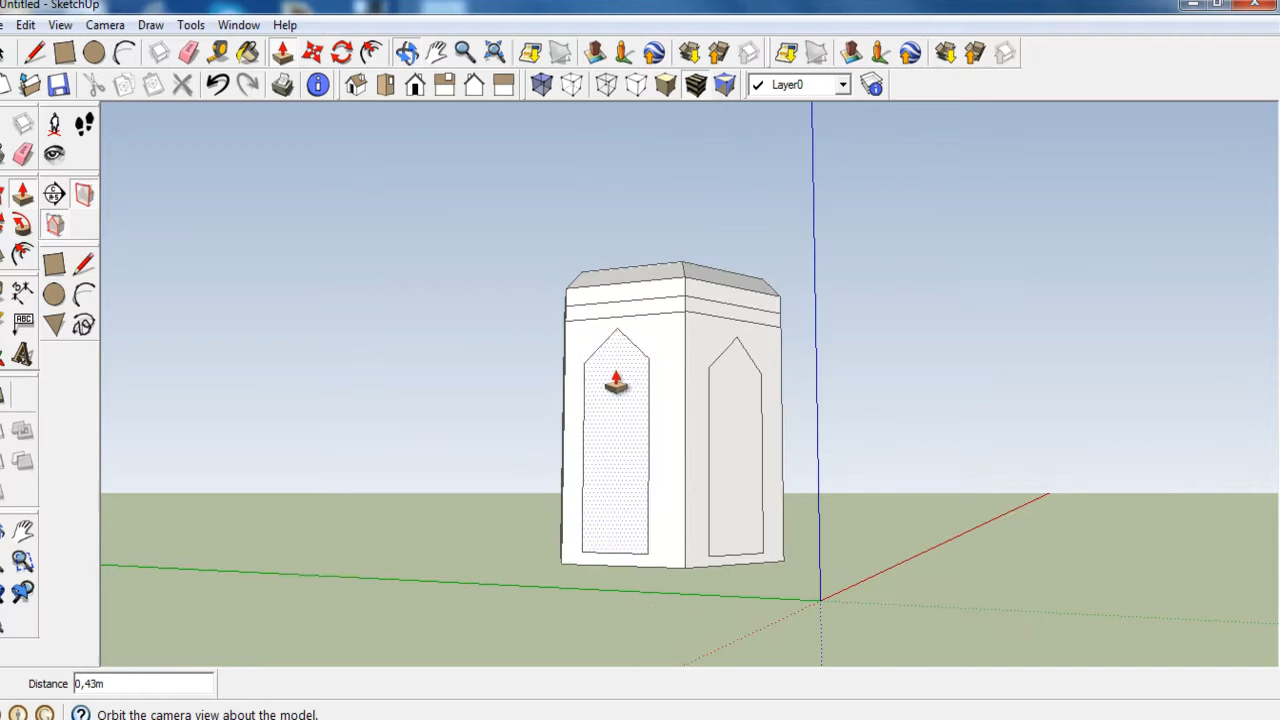 Untitled - SketchUp
Edit View Camera Draw Tools Window Help
Layer0
ABC
Distance 0,43m
Orbit the camera view about the model.